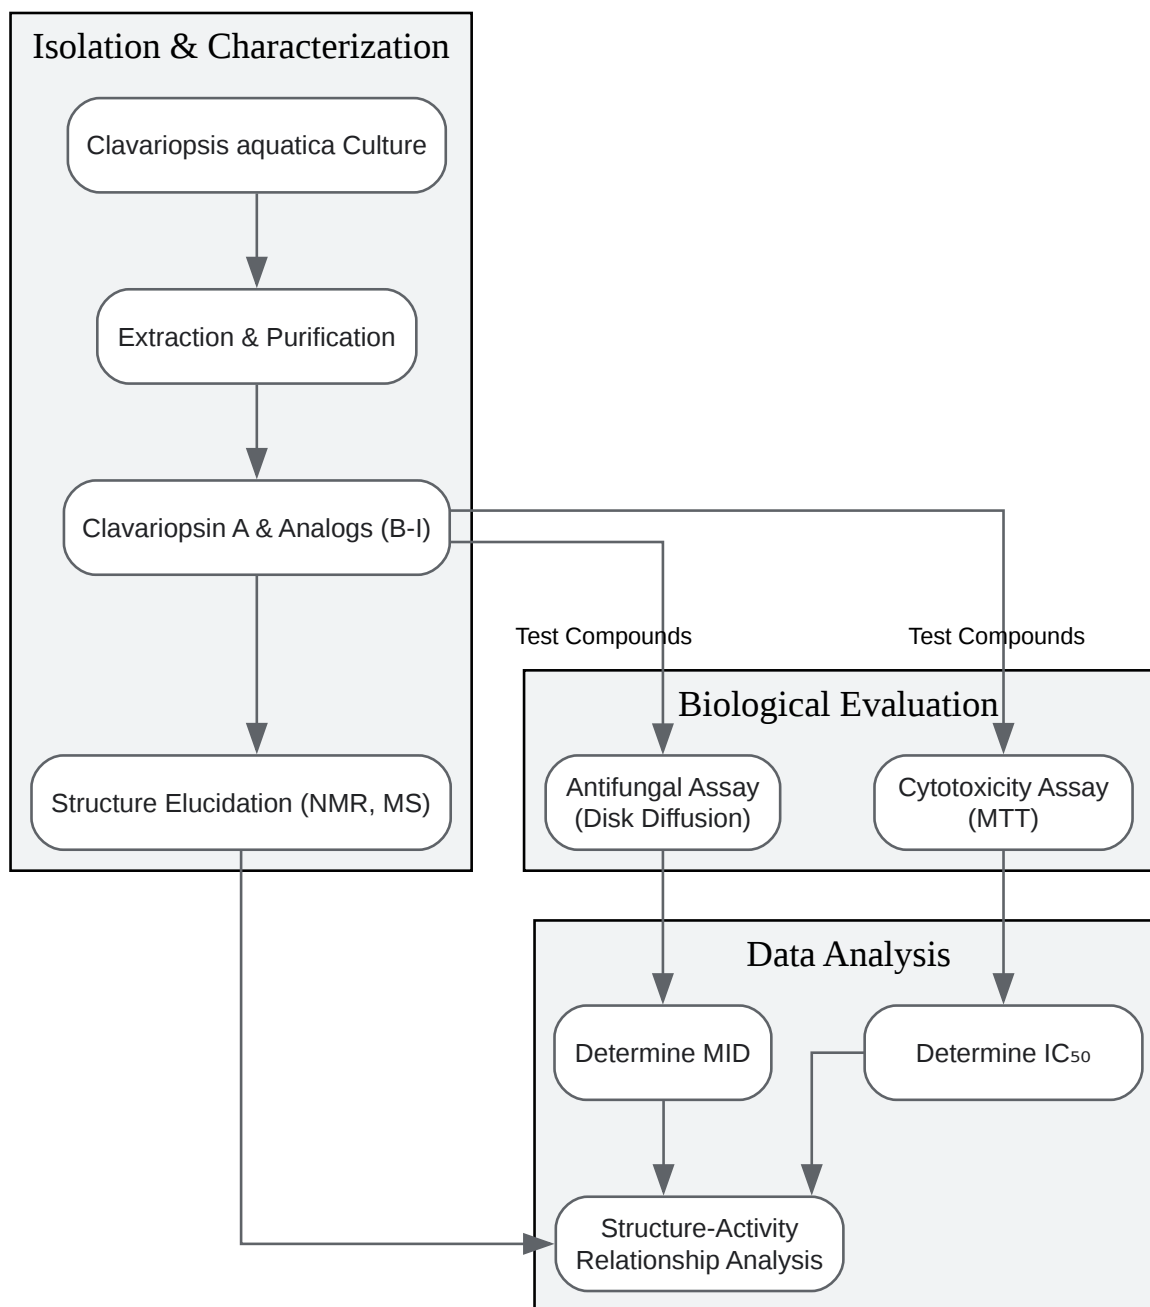 Isolation & Characterization
Clavariopsis aquatica Culture
Extraction & Purification
Clavariopsin A & Analogs (B-I)
Test Compounds
Test Compounds
Structure Elucidation (NMR, MS)
Biological Evaluation
Antifungal Assay
(Disk Diffusion)
Cytotoxicity Assay
(MTT)
Data Analysis
Determine MID
Determine IC₅₀
Structure-Activity
Relationship Analysis